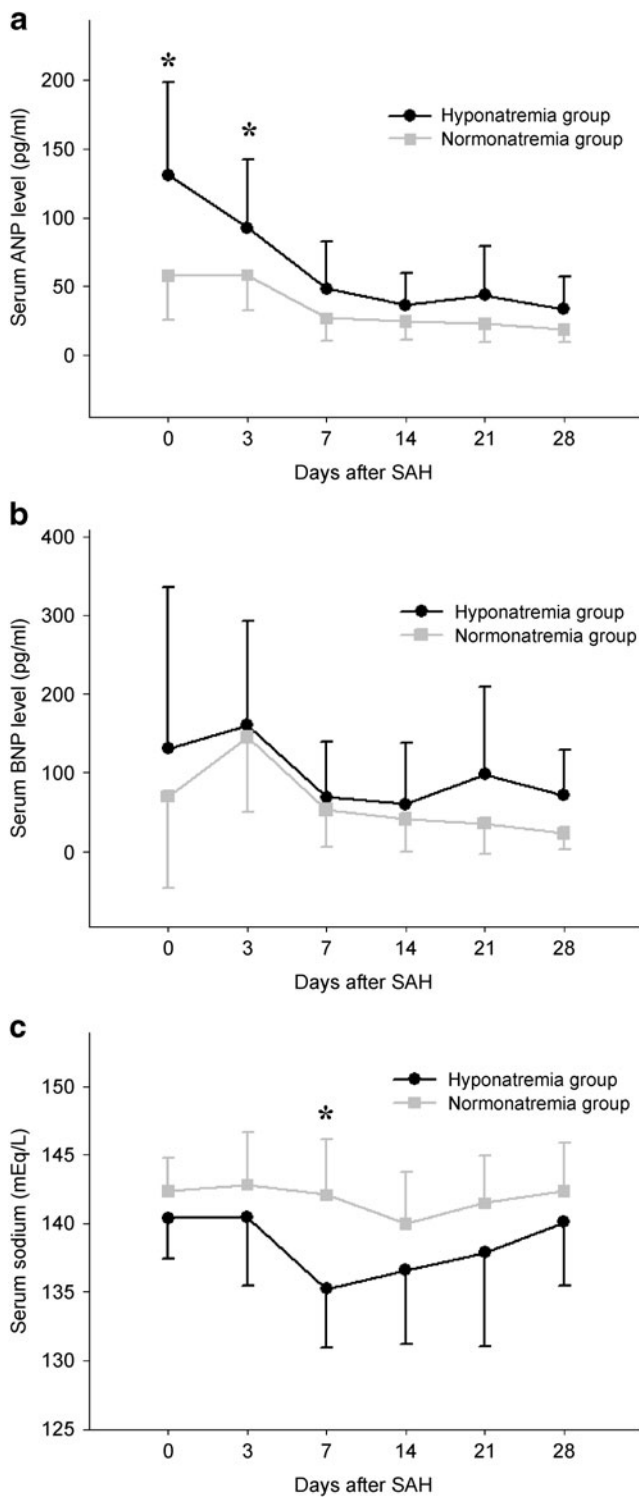 a
200
150
100
50
0
Serum ANP level (pg/ml)
*
*
Hyponatremia group
Normonatremia group
0 3 7 14 21 28
Days after SAH
b
400
300
200
100
0
Serum BNP level (pg/ml)
Hyponatremia group
Normonatremia group
0 3 7 14 21 28
Days after SAH
c
150
145
140
135
130
125
Serum sodium (mEq/L)
*
Hyponatremia group
Normonatremia group
0 3 7 14 21 28
Days after SAH